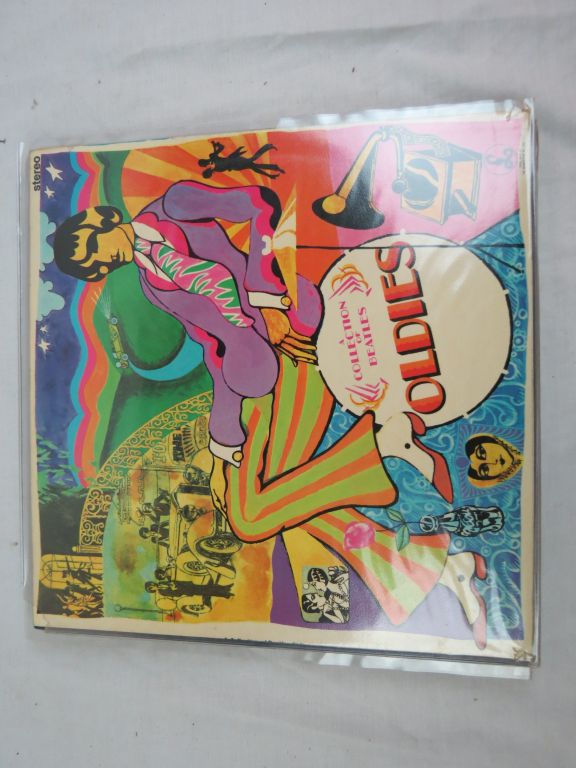 stereo
A
COLLECTION
OF
BEATLES
OLDIES